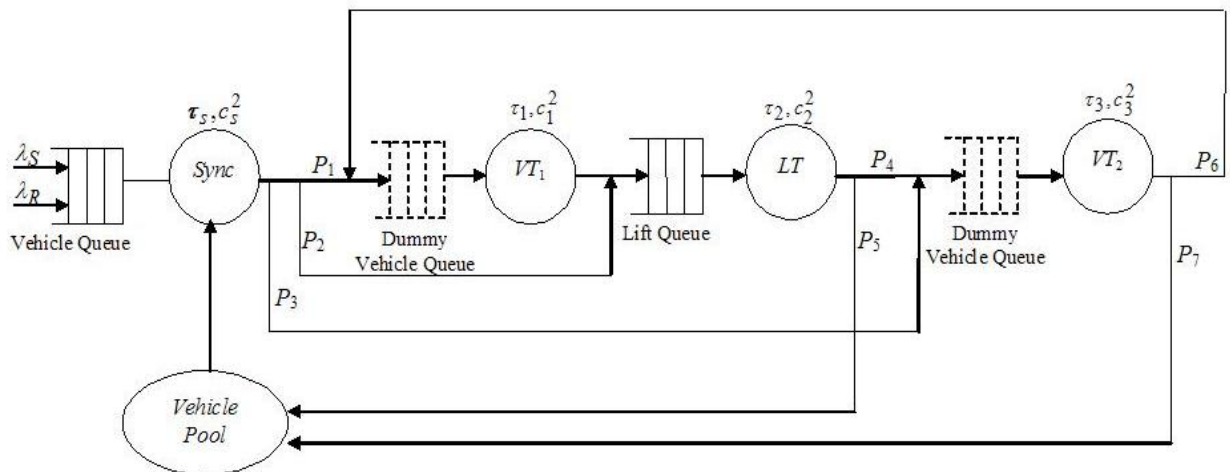 τ_s, c_s^2
τ_1, c_1^2
τ_2, c_2^2
τ_3, c_3^2
λ_S
λ_R
Sync
P_1
VT_1
LT
P_4
VT_2
P_6
Vehicle Queue
P_2
Dummy
Vehicle Queue
Lift Queue
P_5
Dummy
Vehicle Queue
P_7
P_3
Vehicle
Pool